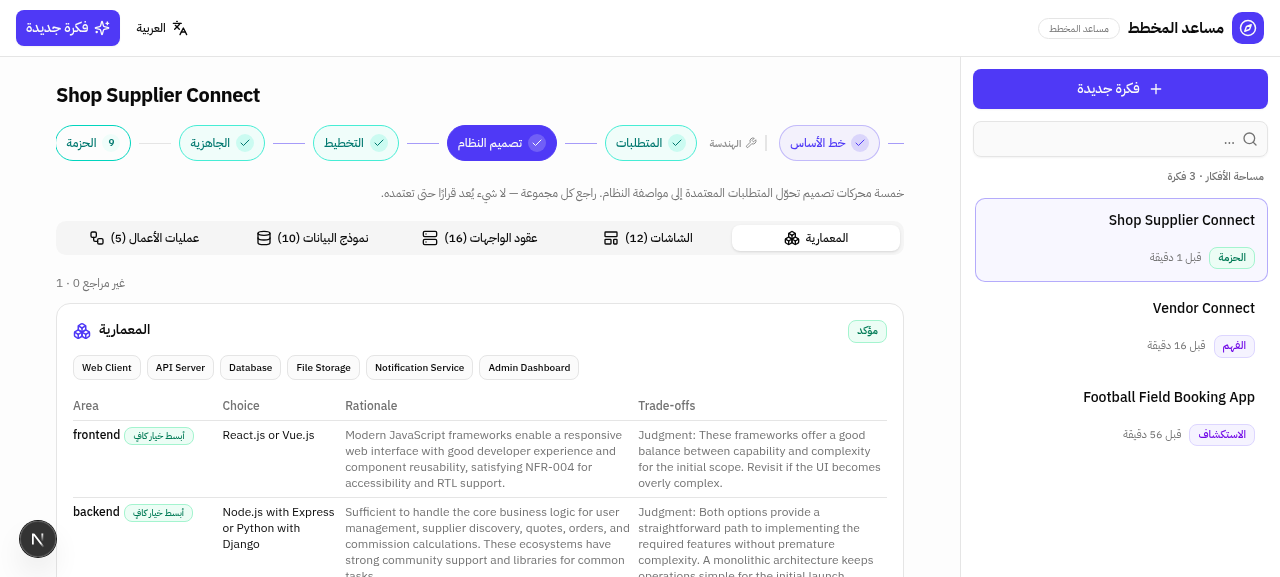 مساعد المخطط
مساعد المخطط
العربية
فكرة جديدة
فكرة جديدة
...
مساحة الأفكار · 3 فكرة
Shop Supplier Connect
الحزمة
قبل 1 دقيقة
Vendor Connect
الفهم
قبل 16 دقيقة
Football Field Booking App
الاستكشاف
قبل 56 دقيقة
Shop Supplier Connect
خط الأساس
الهندسة
المتطلبات
تصميم النظام
التخطيط
الجاهزية
9 الحزمة
خمسة محركات تصميم تحوّل المتطلبات المعتمدة إلى مواصفة النظام. راجع كل مجموعة — لا شيء يُعد قرارًا حتى تعتمده.
المعمارية
الشاشات (12)
عقود الواجهات (16)
نموذج البيانات (10)
عمليات الأعمال (5)
1 · 0 غير مراجع
المعمارية
مؤكد
Web Client
API Server
Database
File Storage
Notification Service
Admin Dashboard
Area Choice Rationale Trade-offs
frontend أبسط خيار كافٍ
React.js or Vue.js
Modern JavaScript frameworks enable a responsive
web interface with good developer experience and
component reusability, satisfying NFR-004 for
accessibility and RTL support.
Judgment: These frameworks offer a good
balance between capability and complexity
for the initial scope. Revisit if the UI becomes
overly complex.
backend أبسط خيار كافٍ
Node.js with Express
or Python with
Django
Sufficient to handle the core business logic for user
management, supplier discovery, quotes, orders, and
commission calculations. These ecosystems have
strong community support and libraries for common
tasks.
Judgment: Both options provide a
straightforward path to implementing the
required features without premature
complexity. A monolithic architecture keeps
operations simple for the initial launch.
N